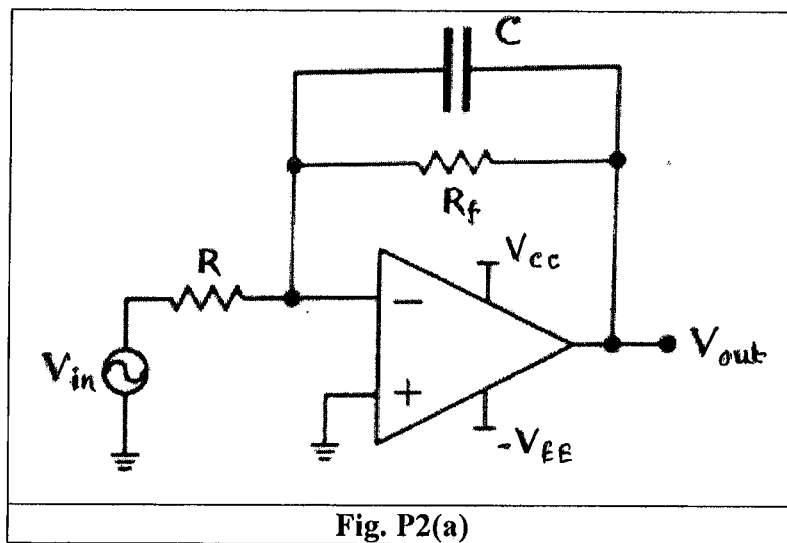 C
R_f
V_cc
R
V_in
−
+
V_out
-V_EE
Fig. P2(a)